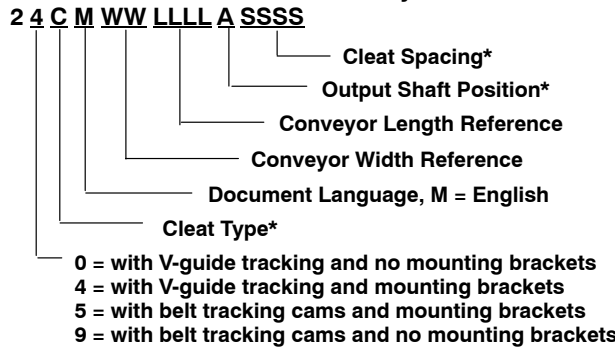 2 4 C M WW LLLL A SSSS
Cleat Spacing*
Output Shaft Position*
Conveyor Length Reference
Conveyor Width Reference
Document Language, M = English
Cleat Type*
0 = with V-guide tracking and no mounting brackets
4 = with V-guide tracking and mounting brackets
5 = with belt tracking cams and mounting brackets
9 = with belt tracking cams and no mounting brackets